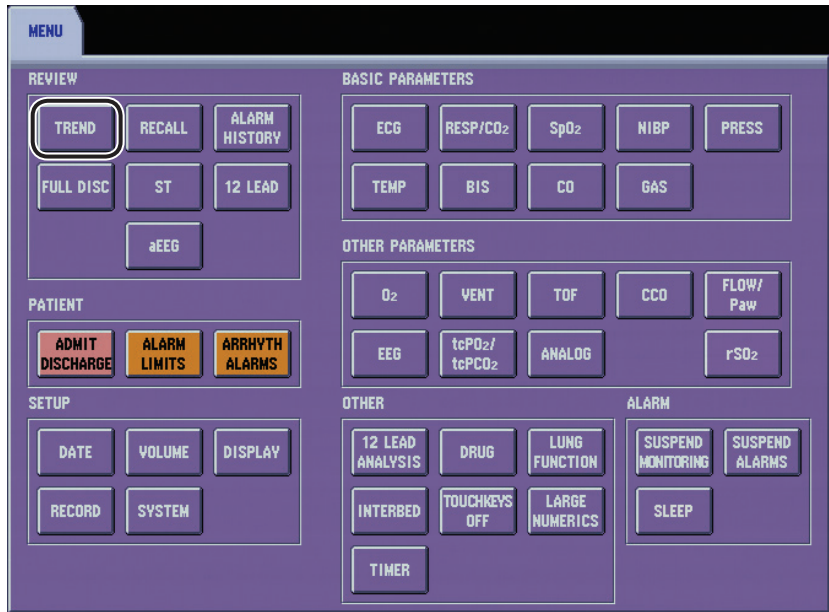 MENU
REVIEW
TREND
RECALL
ALARM
HISTORY
FULL DISC
ST
12 LEAD
aEEG
PATIENT
ADMIT
DISCHARGE
ALARM
LIMITS
ARRHYTH
ALARMS
SETUP
DATE
VOLUME
DISPLAY
RECORD
SYSTEM
BASIC PARAMETERS
ECG
RESP/CO2
SpO2
NIBP
PRESS
TEMP
BIS
CO
GAS
OTHER PARAMETERS
O2
VENT
TOF
CCO
FLOW/
Paw
EEG
tcPO2/
tcPCO2
ANALOG
rSO2
OTHER
12 LEAD
ANALYSIS
DRUG
LUNG
FUNCTION
INTERBED
TOUCHKEYS
OFF
LARGE
NUMERICS
TIMER
ALARM
SUSPEND
MONITORING
SUSPEND
ALARMS
SLEEP